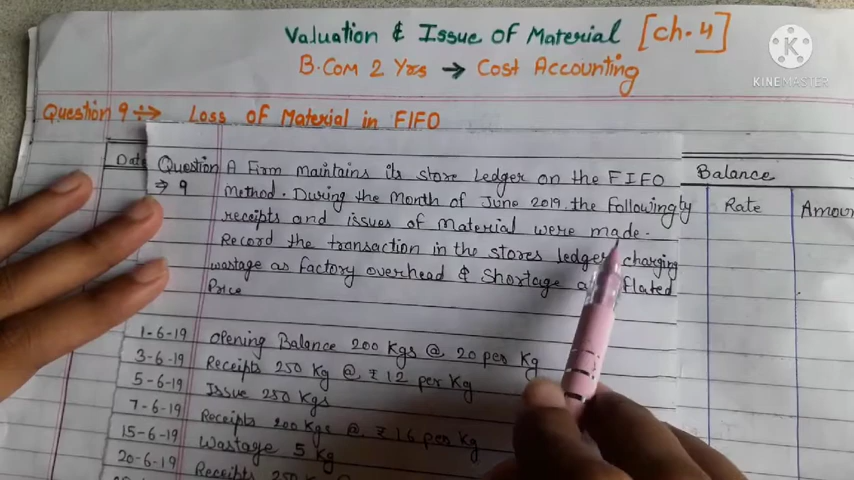 Valuation & Issue of Material [ch. 4]
B.Com 2 Yrs → Cost Accounting
K
KINEMASTER
Question 9 ÷→ Loss of Material in FIFO
Date
Balance
Rate
Amoun
Question A Firm maintains its store Ledger on the FIFO
→ 9 Method. During the Month of June 2019 the Following
receipts and issues of Material were made.
Record the transaction in the stores ledger charging
wastage as factory overhead & Shortage flated
Price
1-6-19 Opening Balance 200 Kgs @ 20 per Kg
3-6-19 Receipts 250 Kg @ ₹12 per Kg
5-6-19 Issue 250 Kgs
7-6-19 Receipts 200 Kgs @ ₹16 per Kg
15-6-19 Wastage 5 Kg
20-6-19 Receipts 250